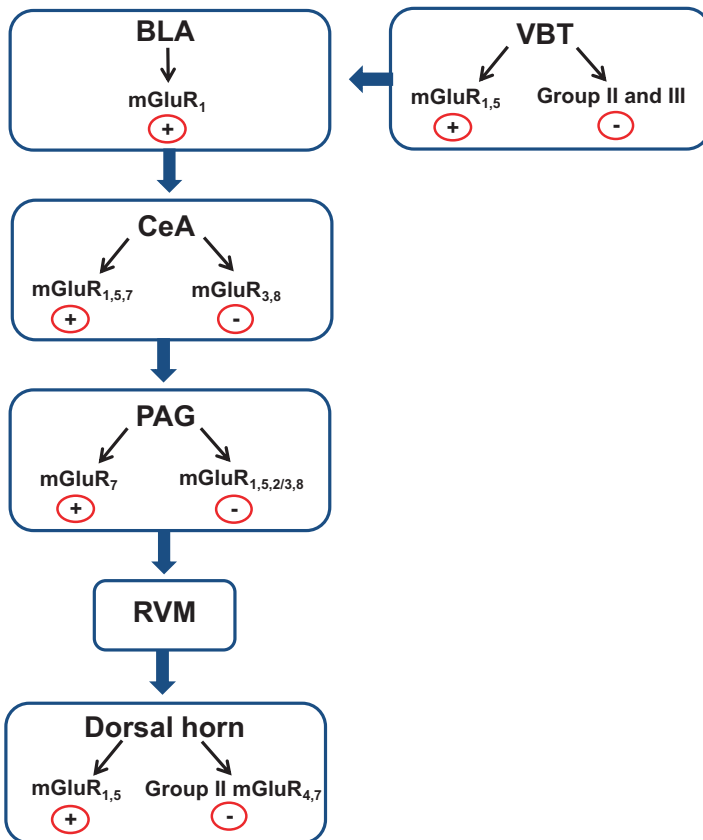 BLA
mGluR1
+
VBT
mGluR1,5
Group II and III
+
-
CeA
mGluR1,5,7
mGluR3,8
+
-
PAG
mGluR7
mGluR1,5,2/3,8
+
-
RVM
Dorsal horn
mGluR1,5
Group II mGluR4,7
+
-